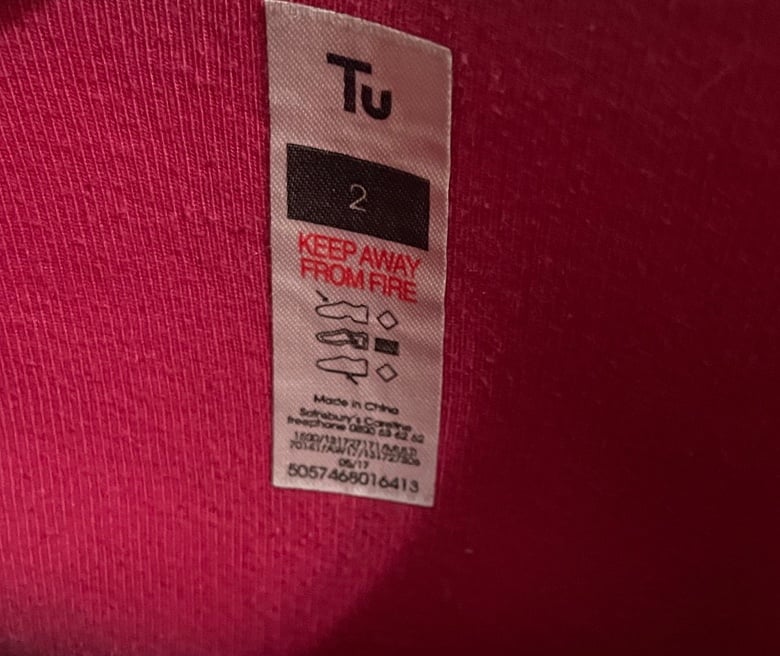 Tu
2
KEEP AWAY
FROM FIRE
Made in China
Sainsbury's Careline
freephone 0800 63 62 62
05/17
5057468016413